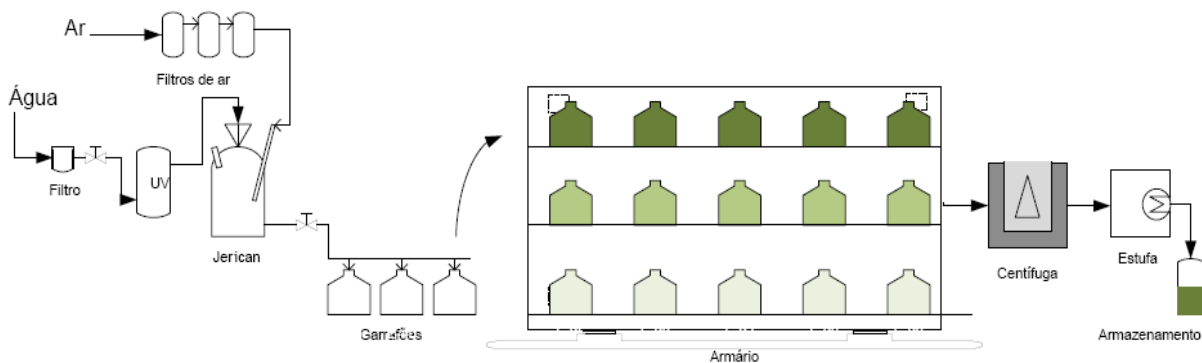 Ar
Filtros de ar
Água
Filtro
UV
Jerican
Garrafões
Armário
Centífuga
Estufa
Armazenamento